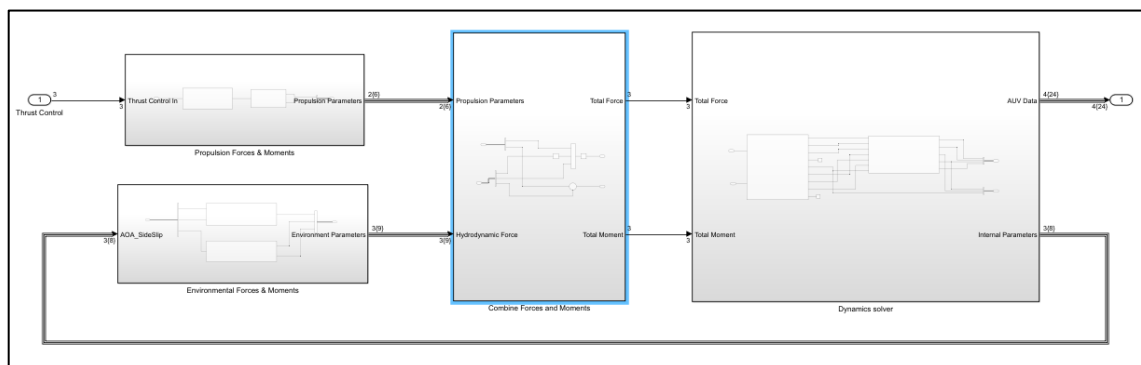 1
3
Thrust Control
Thrust Control In
3
Propulsion Parameters
2{6}
2{6}
Propulsion Forces & Moments
3{8}
AOA_SideSlip
Environment Parameters
3{9}
3{9}
Environmental Forces & Moments
Propulsion Parameters
Hydrodynamic Force
Total Force
3
3
Total Moment
3
3
Combine Forces and Moments
Total Force
Total Moment
AUV Data
4{24}
4{24}
1
Internal Parameters
3{8}
Dynamics solver